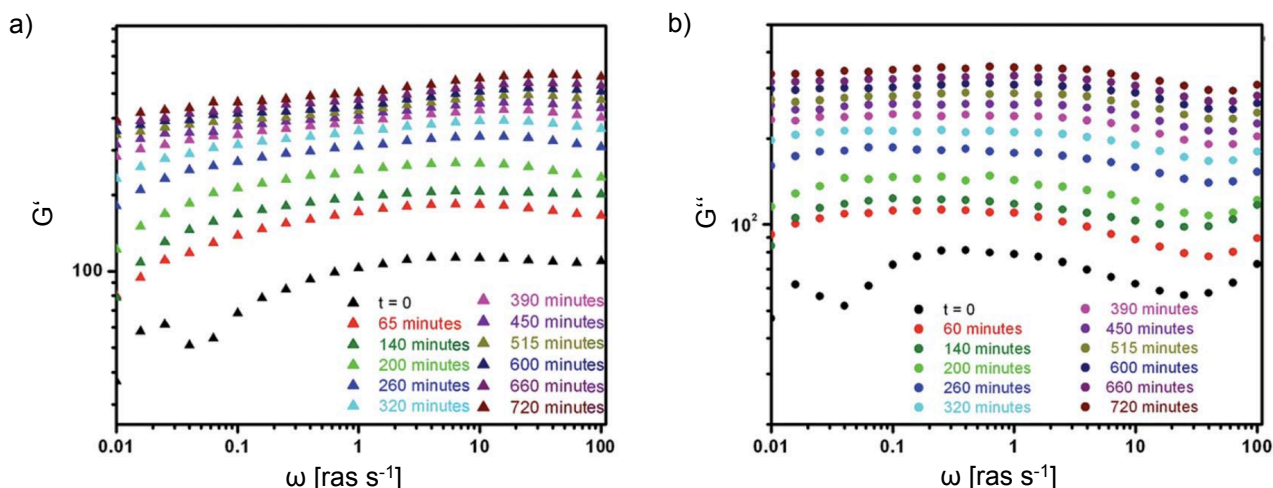 a)
G‘
100
t = 0
65 minutes
140 minutes
200 minutes
260 minutes
320 minutes
390 minutes
450 minutes
515 minutes
600 minutes
660 minutes
720 minutes
0.01 0.1 1 10 100
ω [ras s-1]
b)
G“
10²
t = 0
60 minutes
140 minutes
200 minutes
260 minutes
320 minutes
390 minutes
450 minutes
515 minutes
600 minutes
660 minutes
720 minutes
0.01 0.1 1 10 100
ω [ras s-1]